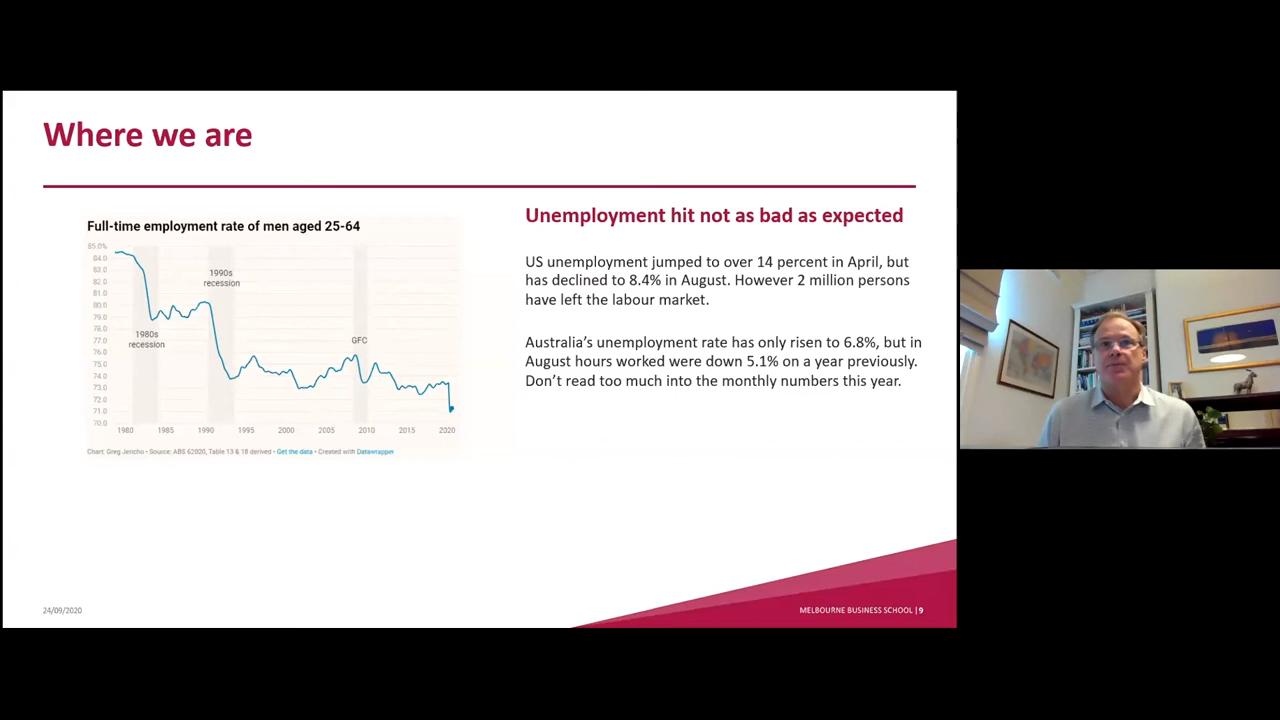 Where we are
Full-time employment rate of men aged 25-64
85.0%
84.0
83.0
82.0
81.0
80.0
79.0
78.0
77.0
76.0
75.0
74.0
73.0
72.0
71.0
70.0
1980s
recession
1990s
recession
GFC
1980 1985 1990 1995 2000 2005 2010 2015 2020
Chart: Greg Jericho • Source: ABS 62020, Table 13 & 18 derived • Get the data • Created with Datawrapper
Unemployment hit not as bad as expected
US unemployment jumped to over 14 percent in April, but
has declined to 8.4% in August. However 2 million persons
have left the labour market.
Australia's unemployment rate has only risen to 6.8%, but in
August hours worked were down 5.1% on a year previously.
Don't read too much into the monthly numbers this year.
24/09/2020
MELBOURNE BUSINESS SCHOOL | 9